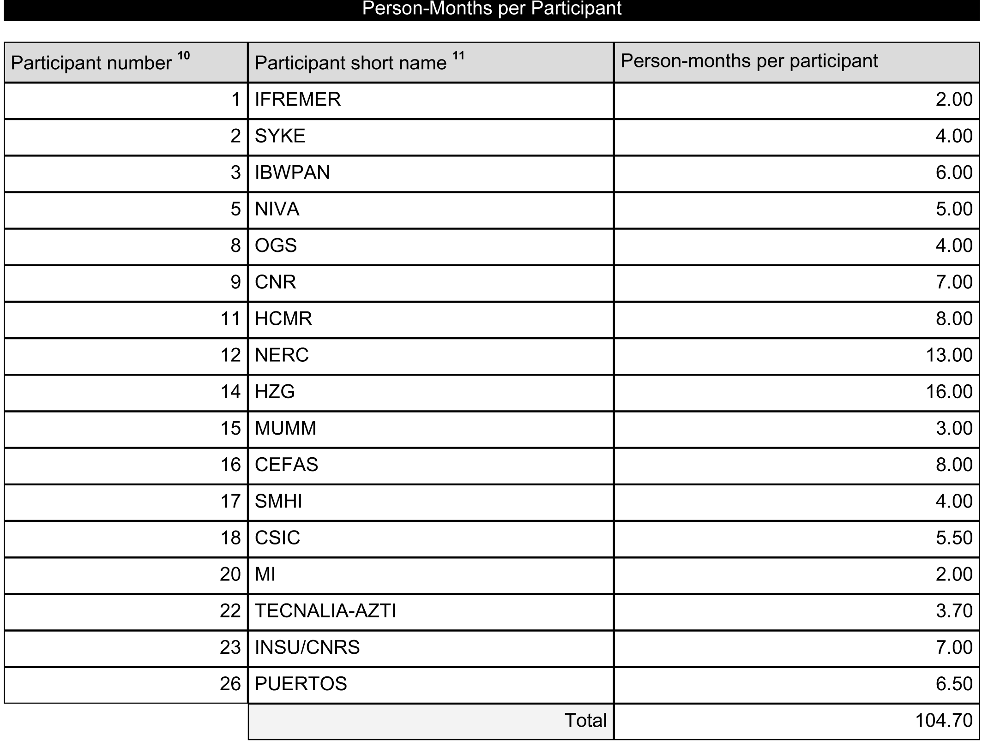 Person-Months per Participant
Participant number 10 Participant short name 11 Person-months per participant
1 IFREMER 2.00
2 SYKE 4.00
3 IBWPAN 6.00
5 NIVA 5.00
8 OGS 4.00
9 CNR 7.00
11 HCMR 8.00
12 NERC 13.00
14 HZG 16.00
15 MUMM 3.00
16 CEFAS 8.00
17 SMHI 4.00
18 CSIC 5.50
20 MI 2.00
22 TECNALIA-AZTI 3.70
23 INSU/CNRS 7.00
26 PUERTOS 6.50
Total 104.70